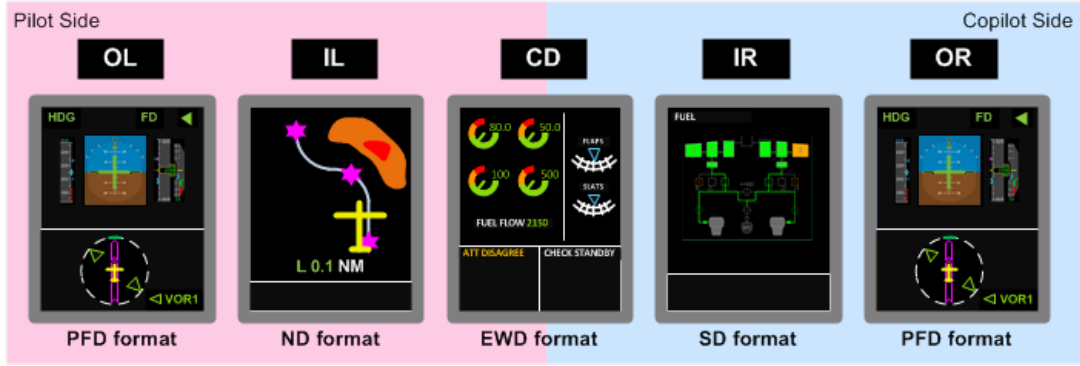 Pilot Side
Copilot Side
OL
IL
CD
IR
OR
HDG FD
VOR1
L 0.1 NM
80.0 50.0
100 500
FLAPS
SLATS
FUEL FLOW 2150
ATT DISAGREE
CHECK STANDBY
FUEL
HDG FD
VOR1
PFD format
ND format
EWD format
SD format
PFD format